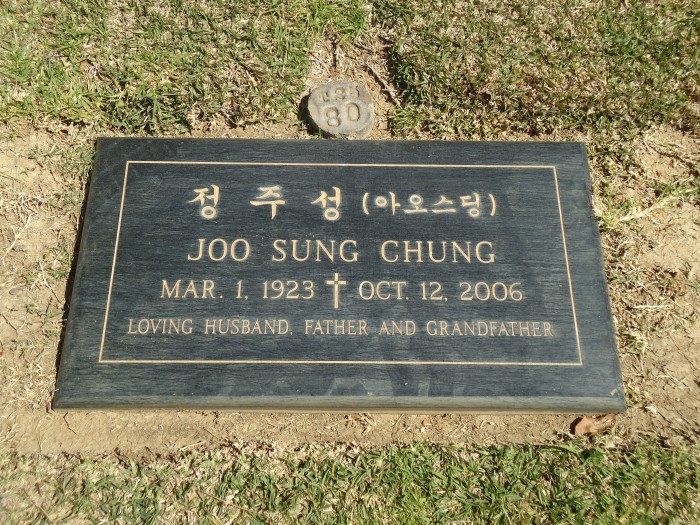 80
정 주 성 (아오스딩)
JOO SUNG CHUNG
MAR. 1, 1923 OCT. 12, 2006
LOVING HUSBAND, FATHER AND GRANDFATHER